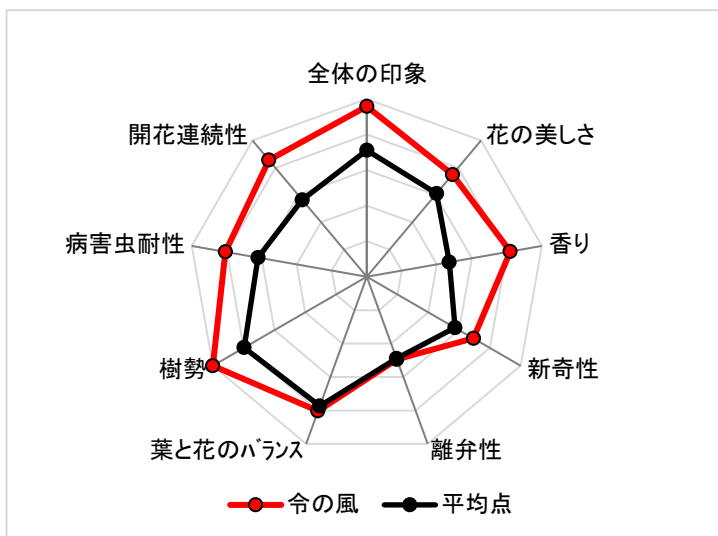 全体の印象
花の美しさ
香り
新奇性
離弁性
葉と花のﾊﾞﾗﾝｽ
樹勢
病害虫耐性
開花連続性
令の風
平均点